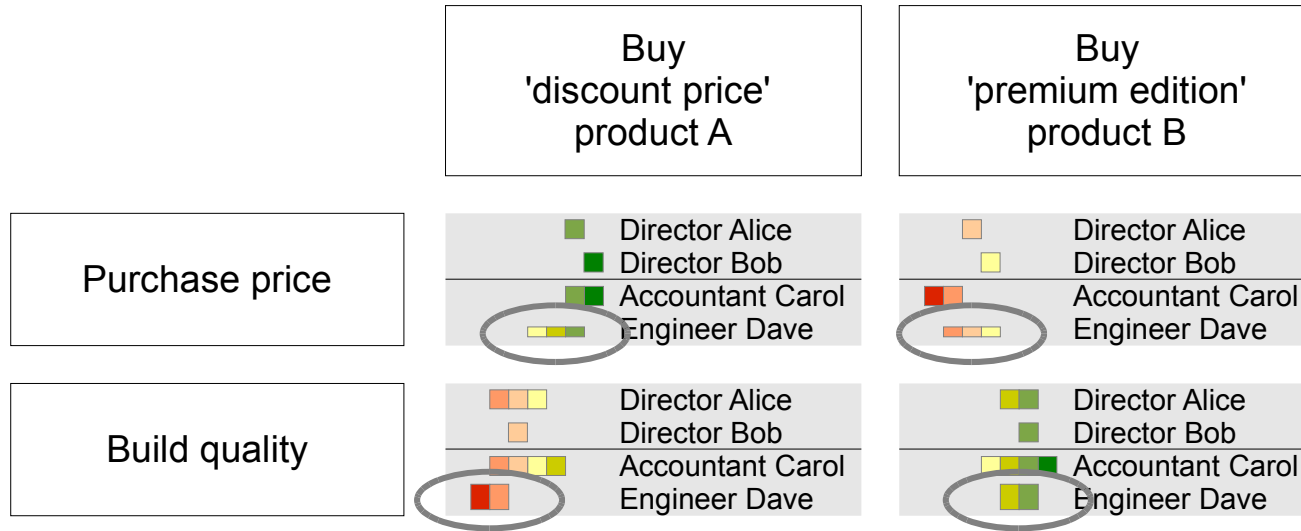 Buy
'discount price'
product A
Buy
'premium edition'
product B
Purchase price
Director Alice
Director Bob
Accountant Carol
Engineer Dave
Director Alice
Director Bob
Accountant Carol
Engineer Dave
Build quality
Director Alice
Director Bob
Accountant Carol
Engineer Dave
Director Alice
Director Bob
Accountant Carol
Engineer Dave